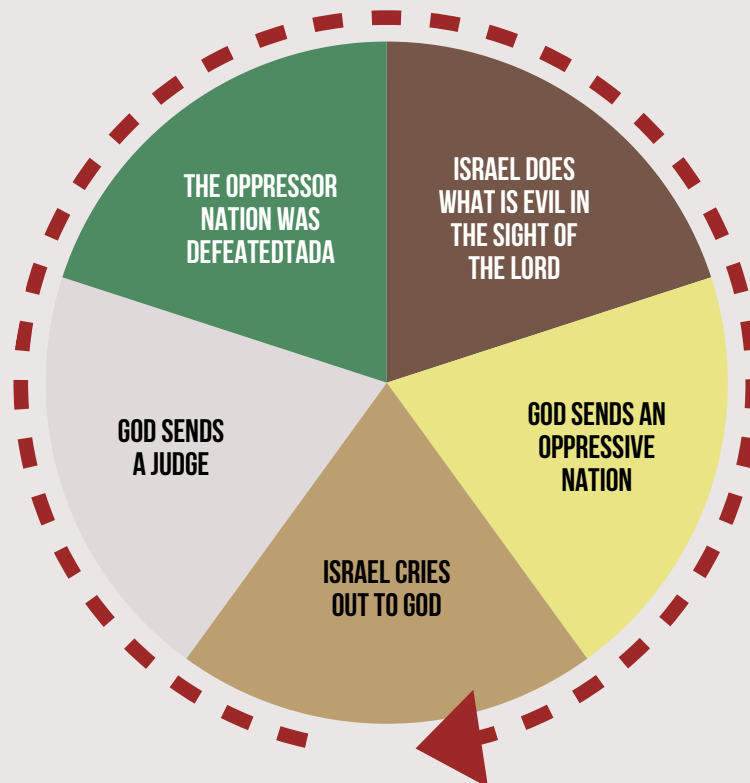 ISRAEL DOES
WHAT IS EVIL IN
THE SIGHT OF
THE LORD
GOD SENDS AN
OPPRESSIVE
NATION
ISRAEL CRIES
OUT TO GOD
GOD SENDS
A JUDGE
THE OPPRESSOR
NATION WAS
DEFEATEDTADA